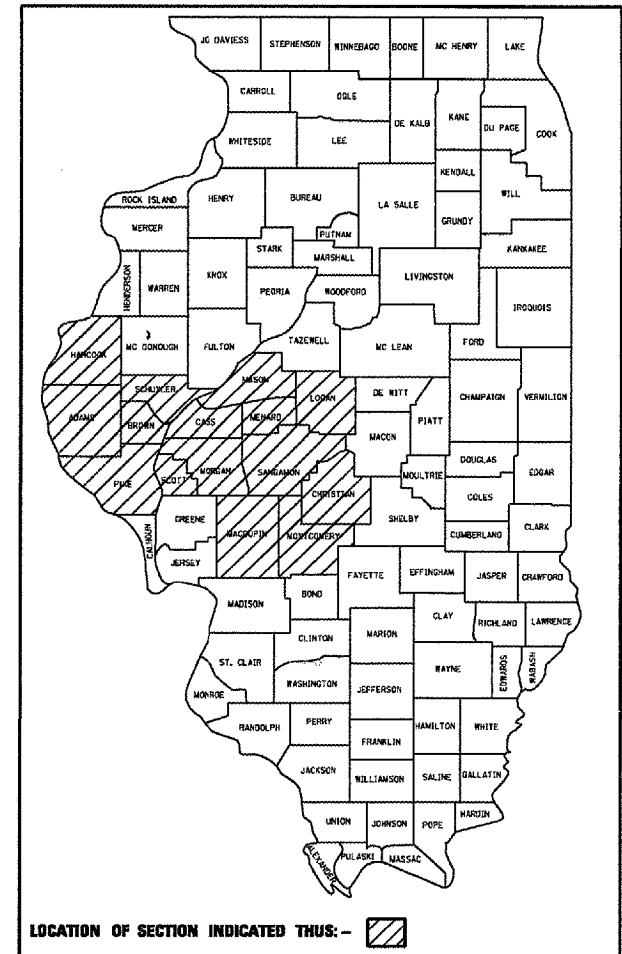 JO DAVIESS STEPHENSON WINNEBAGO BOONE MC HENRY LAKE
CARROLL OGLE
DE KALB KANE DU PAGE COOK
WHITESIDE LEE
KENDALL WILL
ROCK ISLAND HENRY BUREAU LA SALLE GRUNDY
MERCER PUTNAM
STARK MARSHALL KANKAKEE
HENDERSON WARREN KNOX PEORIA WOODFORD LIVINGSTON IROQUOIS
HANCOCK MC DONOUGH FULTON TAZEWELL MC LEAN FORD
SCHUYLER MASON LOGAN DE WITT CHAMPAIGN VERMILION
ADAMS BROWN CASS MENARD PIATT
MACON
PIKE SCOTT MORGAN SANGAMON CHRISTIAN MOULTRIE DOUGLAS EDGAR
COLES
CALHOUN GREENE MACOUPIN MONTGOMERY SHELBY CUMBERLAND CLARK
JERSEY
FAYETTE EFFINGHAM JASPER CRAWFORD
MADISON BOND
CLAY RICHLAND LAWRENCE
CLINTON MARION
ST. CLAIR WAYNE EDWARDS WABASH
WASHINGTON JEFFERSON
MONROE
RANDOLPH PERRY HAMILTON WHITE
FRANKLIN
JACKSON WILLIAMSON SALINE GALLATIN
UNION JOHNSON POPE HARDIN
ALEXANDER PULASKI MASSAC
LOCATION OF SECTION INDICATED THUS:-